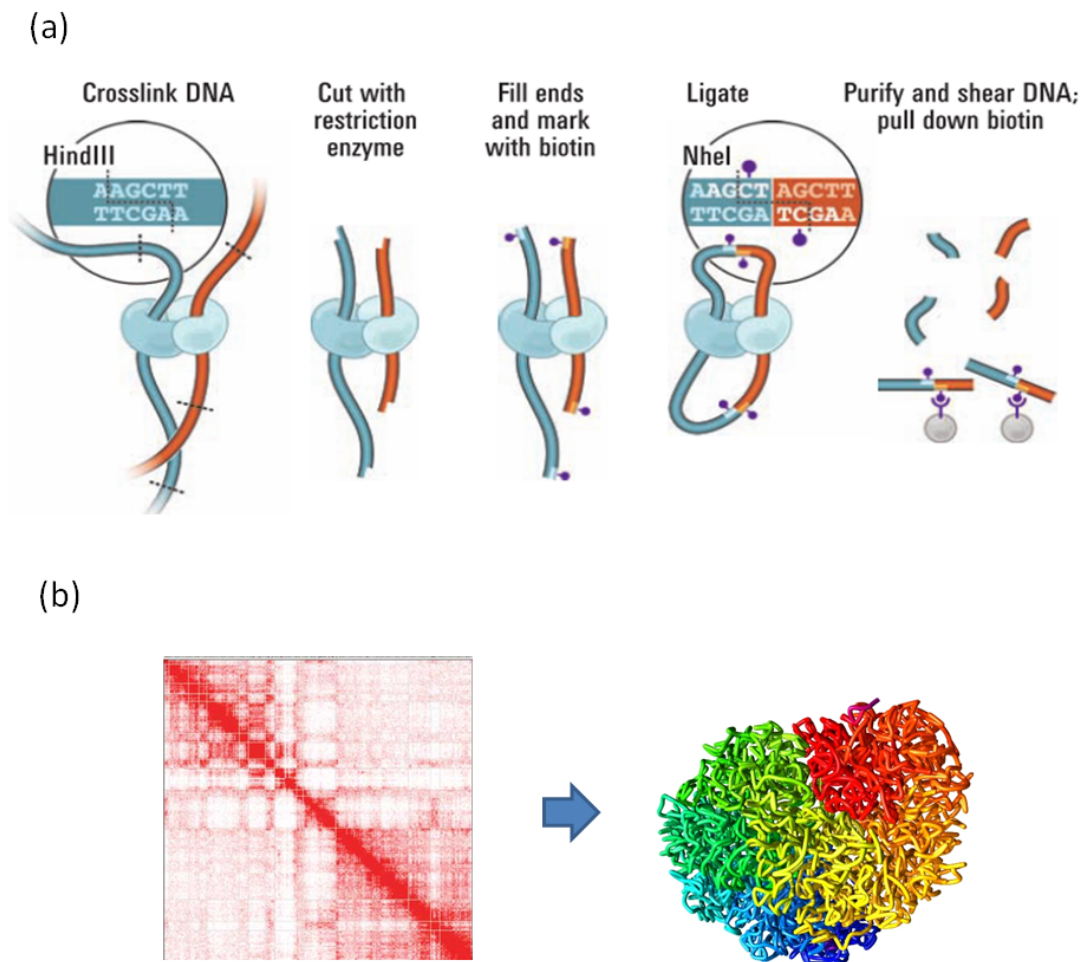 (a)
Crosslink DNA
Cut with
restriction
enzyme
Fill ends
and mark
with biotin
Ligate
Purify and shear DNA;
pull down biotin
HindIII
AAGCTT
TTCGAA
NheI
AAGCT AGCTT
TTCGA TCGAA
(b)